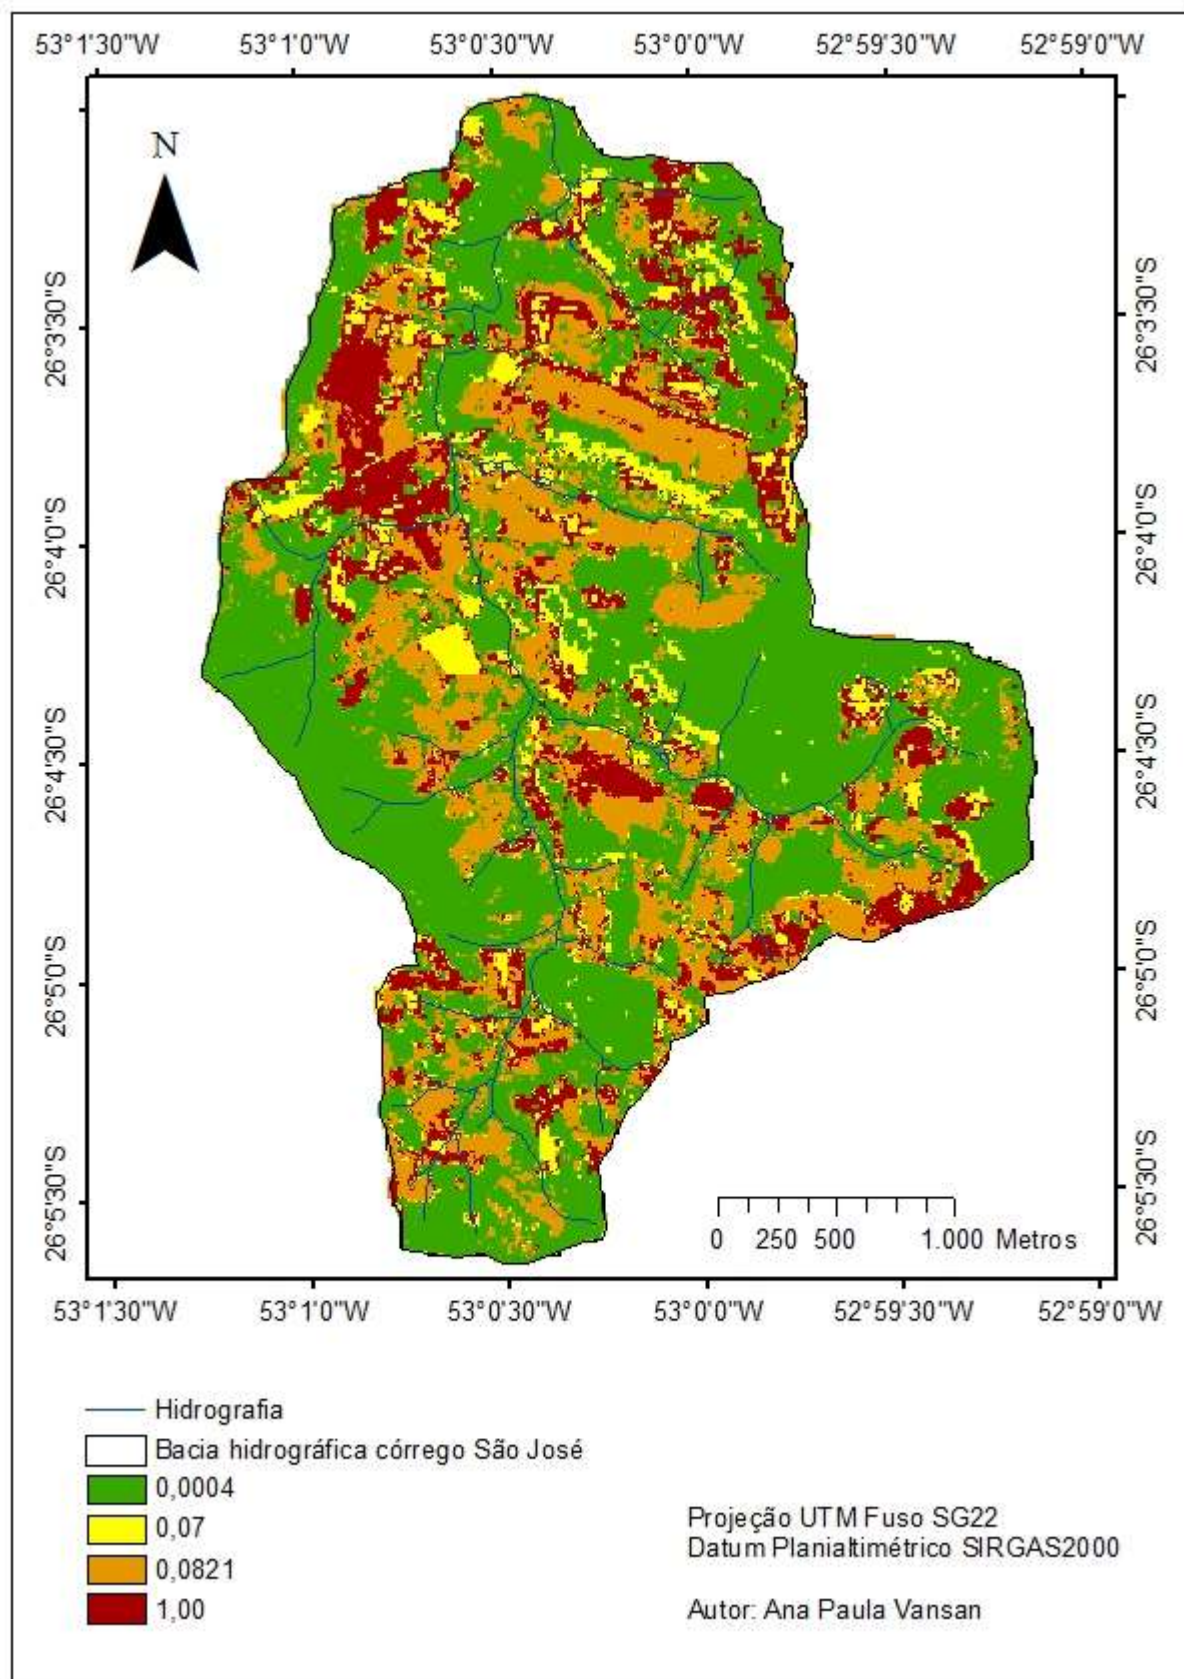 53°1'30"W 53°1'0"W 53°0'30"W 53°0'0"W 52°59'30"W 52°59'0"W
N
26°3'30"S 26°3'30"S
26°4'0"S 26°4'0"S
26°4'30"S 26°4'30"S
26°5'0"S 26°5'0"S
26°5'30"S 26°5'30"S
0 250 500 1.000 Metros
53°1'30"W 53°1'0"W 53°0'30"W 53°0'0"W 52°59'30"W 52°59'0"W
Hidrografia
Bacia hidrográfica córrego São José
0,0004
0,07
0,0821
1,00
Projeção UTM Fuso SG22
Datum Planialtimétrico SIRGAS2000
Autor: Ana Paula Vansan